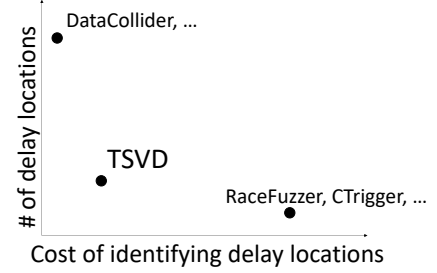 DataCollider, ...
# of delay locations
TSVD
RaceFuzzer, CTrigger, ...
Cost of identifying delay locations